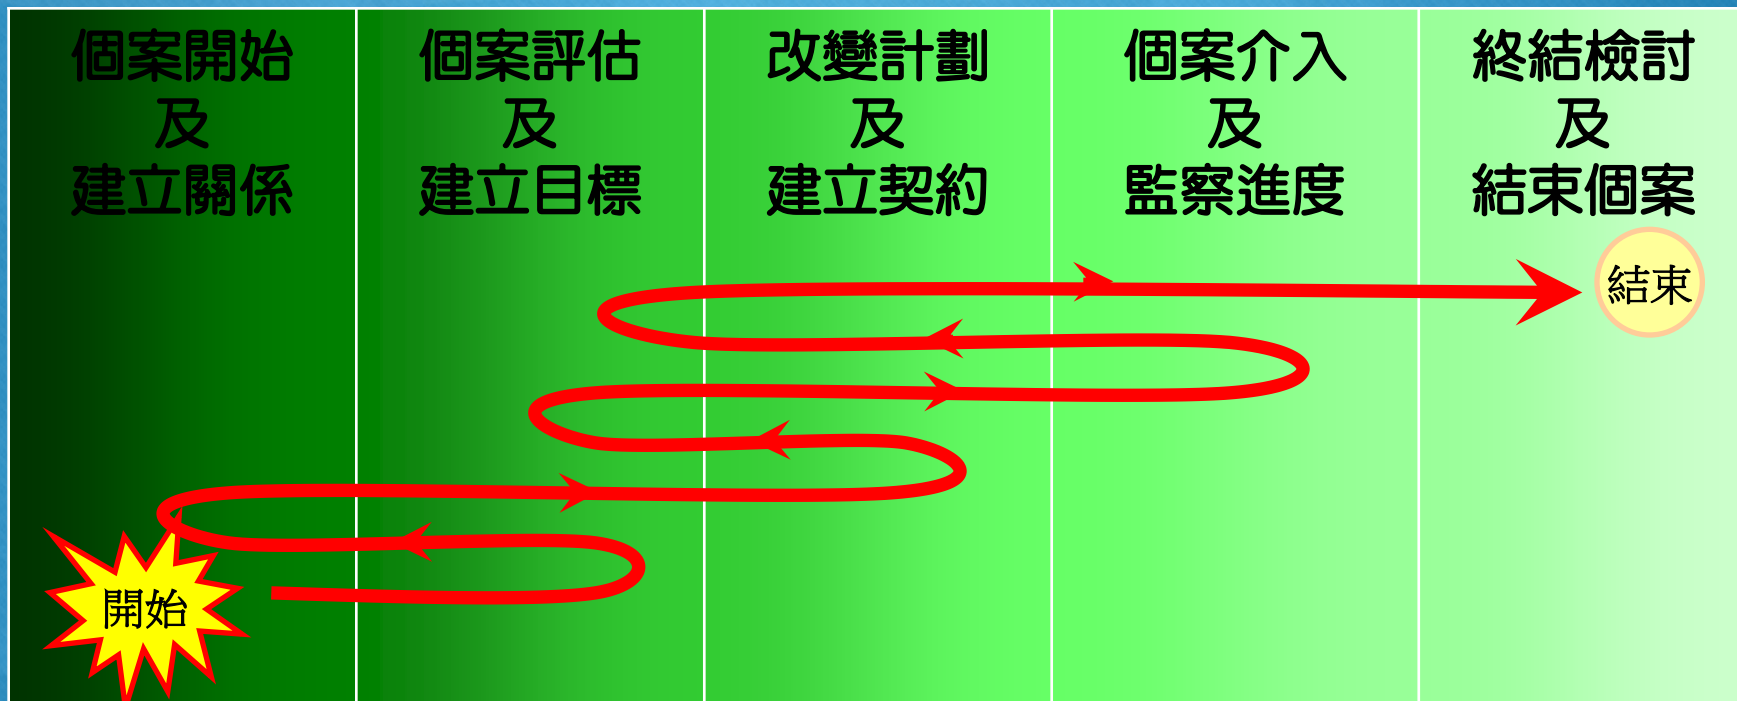 個案開始
及
建立關係
個案評估
及
建立目標
改變計劃
及
建立契約
個案介入
及
監察進度
終結檢討
及
結束個案
結束
開始